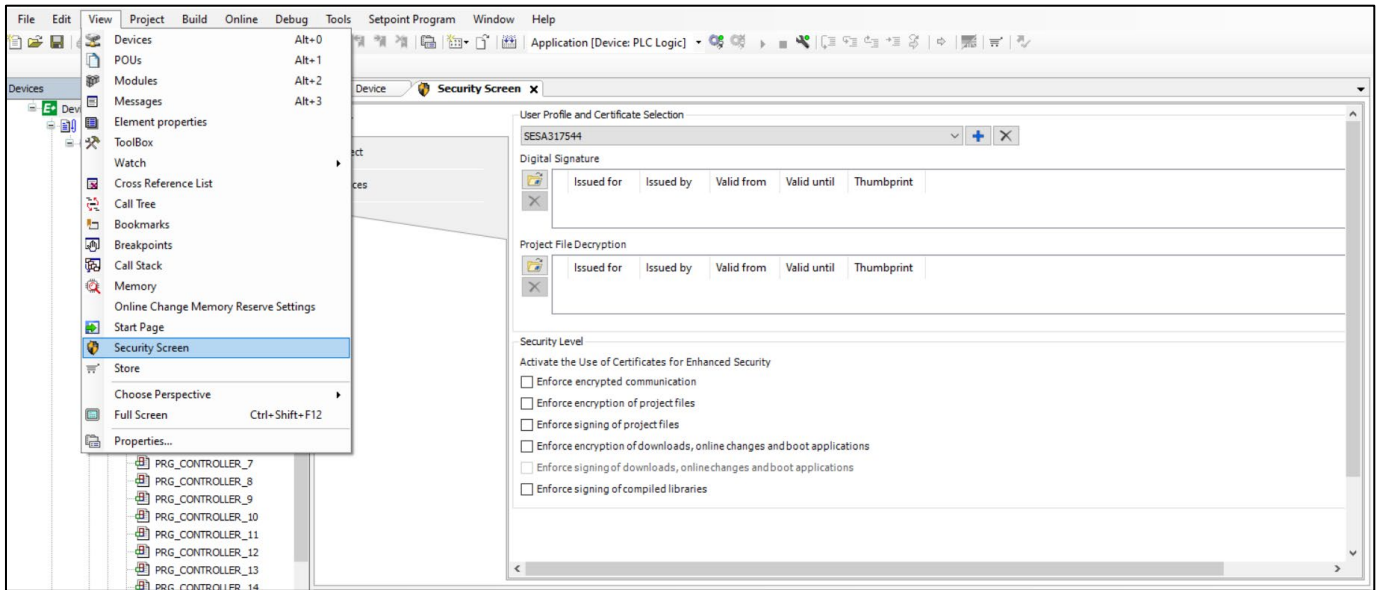 File Edit View Project Build Online Debug Tools Setpoint Program Window Help
Application [Device: PLC Logic]
Devices Alt+0
POUs Alt+1
Modules Alt+2
Messages Alt+3
Element properties
ToolBox
Watch
Cross Reference List
Call Tree
Bookmarks
Breakpoints
Call Stack
Memory
Online Change Memory Reserve Settings
Start Page
Security Screen
Store
Choose Perspective
Full Screen Ctrl+Shift+F12
Properties...
Devices
Devi
PRG_CONTROLLER_7
PRG_CONTROLLER_8
PRG_CONTROLLER_9
PRG_CONTROLLER_10
PRG_CONTROLLER_11
PRG_CONTROLLER_12
PRG_CONTROLLER_13
PRG_CONTROLLER_14
Device Security Screen
ect
ces
User Profile and Certificate Selection
SESA317544
Digital Signature
Issued for Issued by Valid from Valid until Thumbprint
Project File Decryption
Issued for Issued by Valid from Valid until Thumbprint
Security Level
Activate the Use of Certificates for Enhanced Security
Enforce encrypted communication
Enforce encryption of project files
Enforce signing of project files
Enforce encryption of downloads, online changes and boot applications
Enforce signing of downloads, online changes and boot applications
Enforce signing of compiled libraries